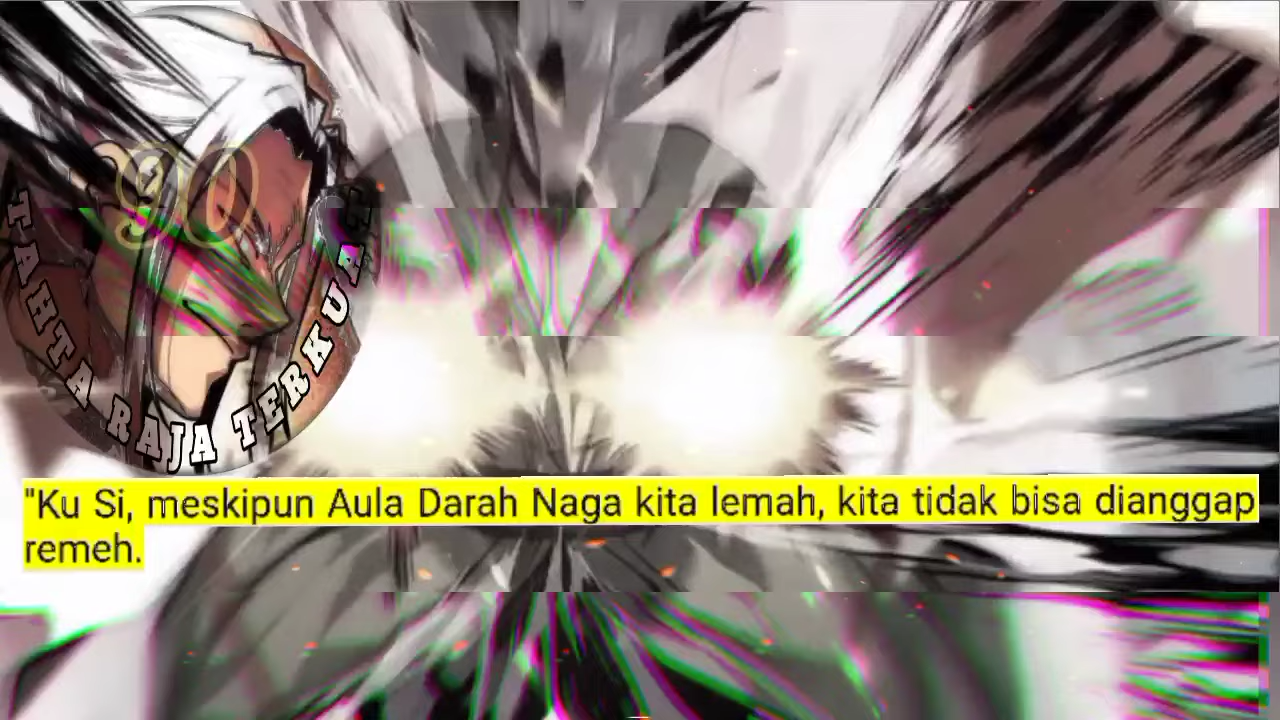 90
TAHTA RAJA TERKUAT
"Ku Si, meskipun Aula Darah Naga kita lemah, kita tidak bisa dianggap
remeh.